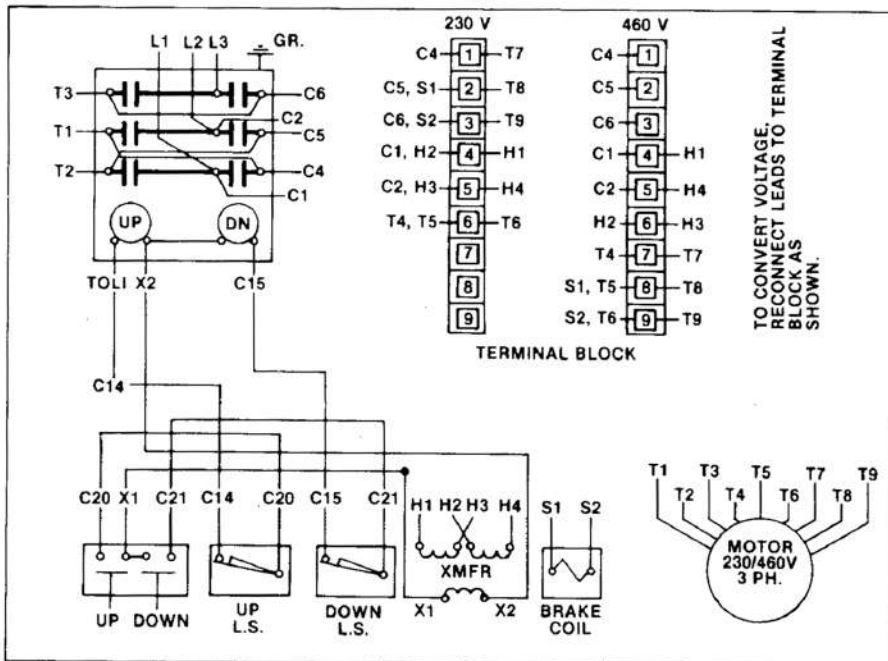 230 V
460 V
L1 L2 L3 GR.
T3
C6
C2
T1
C5
T2
C4
C1
UP
DN
TOLI X2
C15
C4 1 T7
C5, S1 2 T8
C6, S2 3 T9
C1, H2 4 H1
C2, H3 5 H4
T4, T5 6 T6
7
8
9
C4 1
C5 2
C6 3
C1 4 H1
C2 5 H4
H2 6 H3
T4 7 T7
S1, T5 8 T8
S2, T6 9 T9
TERMINAL BLOCK
TO CONVERT VOLTAGE,
RECONNECT LEADS TO TERMINAL
BLOCK AS
SHOWN.
C14
C20 X1 C21 C14 C20 C15 C21
H1 H2 H3 H4
S1 S2
XMFR
X1 X2
UP DOWN
UP
L.S.
DOWN
L.S.
BRAKE
COIL
T1 T2 T3 T4 T5 T6 T7 T8 T9
MOTOR
230/460V
3 PH.